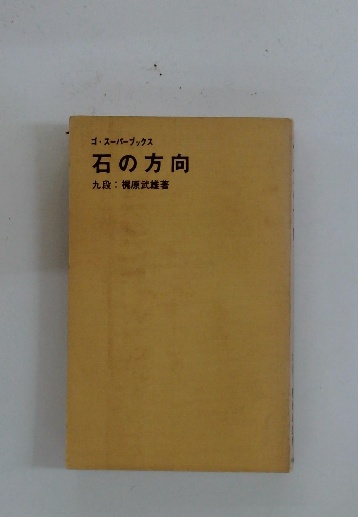 ゴ・スーパーブックス
石の方向
九段：梶原武雄著